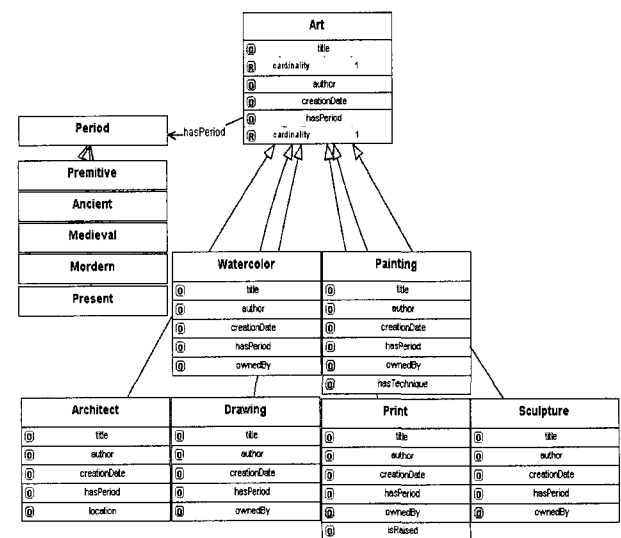 Art
title
R cardinality 1
author
creationDate
hasPeriod
R cardinality 1
hasPeriod
Period
Premitive
Ancient
Medieval
Mordern
Present
Watercolor
title
author
creationDate
hasPeriod
ownedBy
Painting
title
author
creationDate
hasPeriod
ownedBy
hasTechnique
Architect
title
author
creationDate
hasPeriod
location
Drawing
title
author
creationDate
hasPeriod
ownedBy
Print
title
author
creationDate
hasPeriod
ownedBy
isRaised
Sculpture
title
author
creationDate
hasPeriod
ownedBy